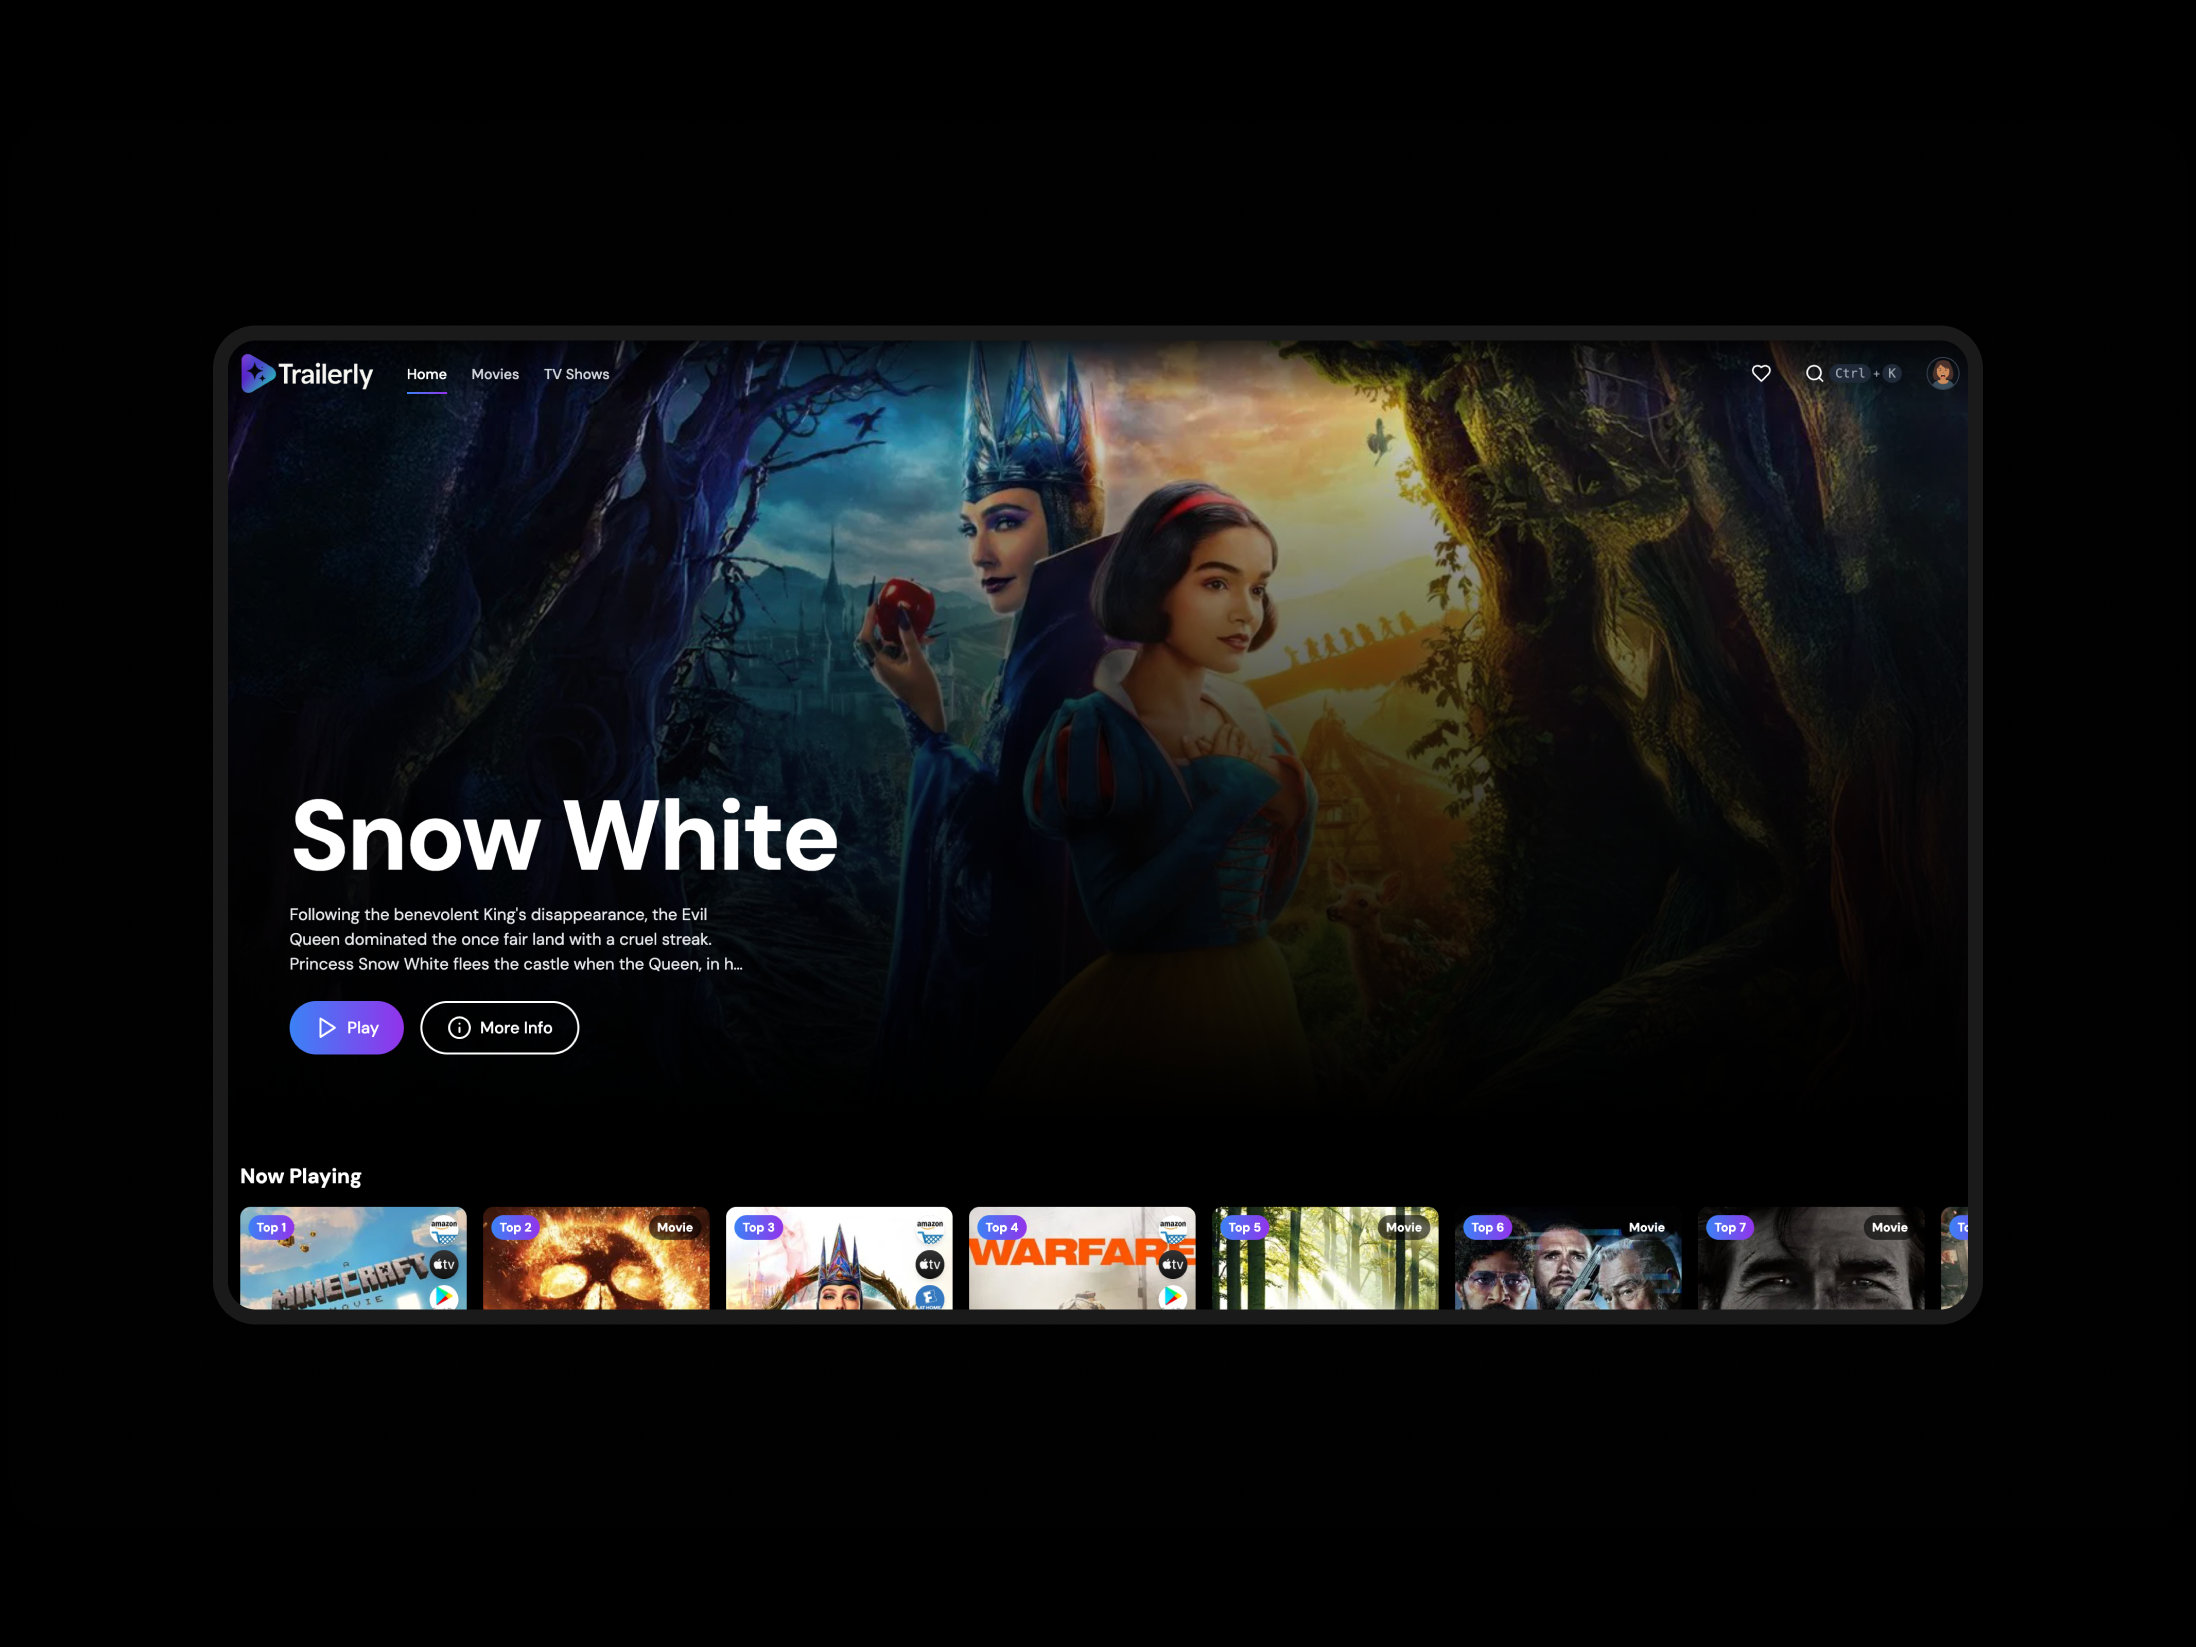 Trailerly
Home Movies TV Shows
Ctrl + K
Snow White
Following the benevolent King's disappearance, the Evil
Queen dominated the once fair land with a cruel streak.
Princess Snow White flees the castle when the Queen, in h...
Play
More Info
Now Playing
Top 1
amazon
tv
A
MINECRAFT
MOVIE
Top 2
Movie
Top 3
amazon
tv
AT HOME
Top 4
amazon
WARFARE
tv
Top 5
Movie
Top 6
Movie
Top 7
Movie